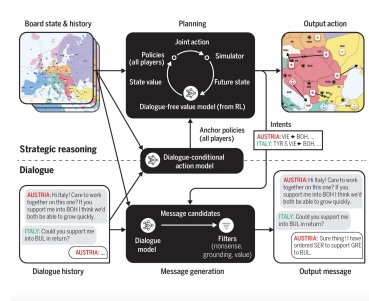 Board state & history
Planning
Output action
Joint action
Policies
(all players)
Simulator
State value
Future state
Dialogue-free value model (from RL)
Anchor policies
(all players)
Intents
AUSTRIA: VIE → BOH, ...
ITALY: TYR S VIE → BOH, ...
Strategic reasoning
Dialogue
Dialogue-conditional
action model
AUSTRIA: Hi Italy! Care to work
together on this one? If you
support me into BOH I think we'd
both be able to grow quickly.
ITALY: Could you support me
into BUL in return?
AUSTRIA: ...
Dialogue history
Message candidates
Dialogue
model
Filters
(nonsense,
grounding, value)
Message generation
AUSTRIA: Hi Italy! Care to work
together on this one? If you
support me into BOH I think we'd
both be able to grow quickly.
ITALY: Could you support me
into BUL in return?
AUSTRIA: Sure thing! I have
ordered SER to support GRE
to BUL.
Output message